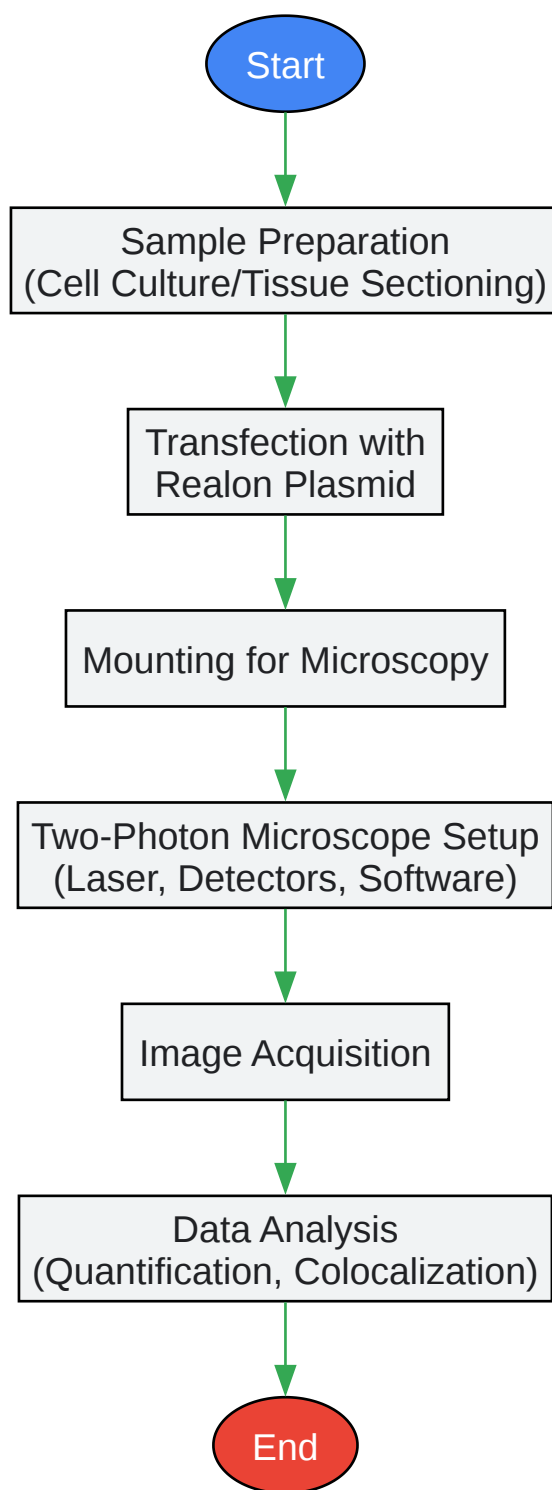 Start
Sample Preparation
(Cell Culture/Tissue Sectioning)
Transfection with
Realon Plasmid
Mounting for Microscopy
Two-Photon Microscope Setup
(Laser, Detectors, Software)
Image Acquisition
Data Analysis
(Quantification, Colocalization)
End